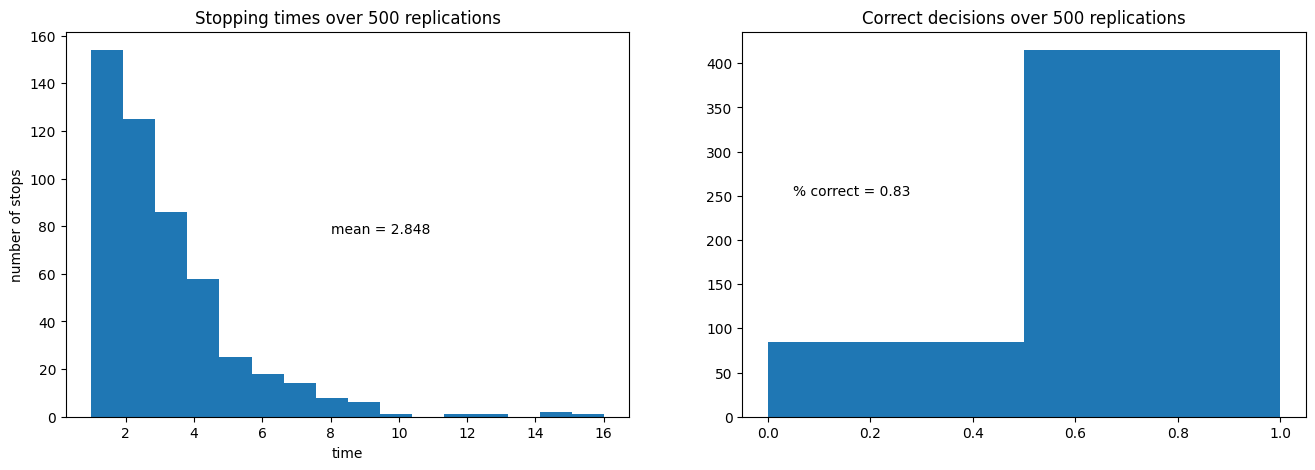 Stopping times over 500 replications
160
140
120
100
80
60
40
20
0
number of stops
mean = 2.848
2 4 6 8 10 12 14 16
time
Correct decisions over 500 replications
400
350
300
250
200
150
100
50
0
% correct = 0.83
0.0 0.2 0.4 0.6 0.8 1.0